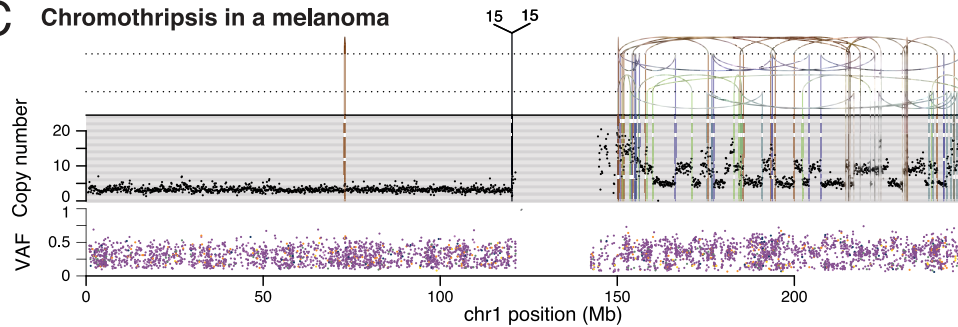 C Chromothripsis in a melanoma
15 15
Copy number
20
10
0
VAF
1
0.5
0
0 50 100 150 200
chr1 position (Mb)